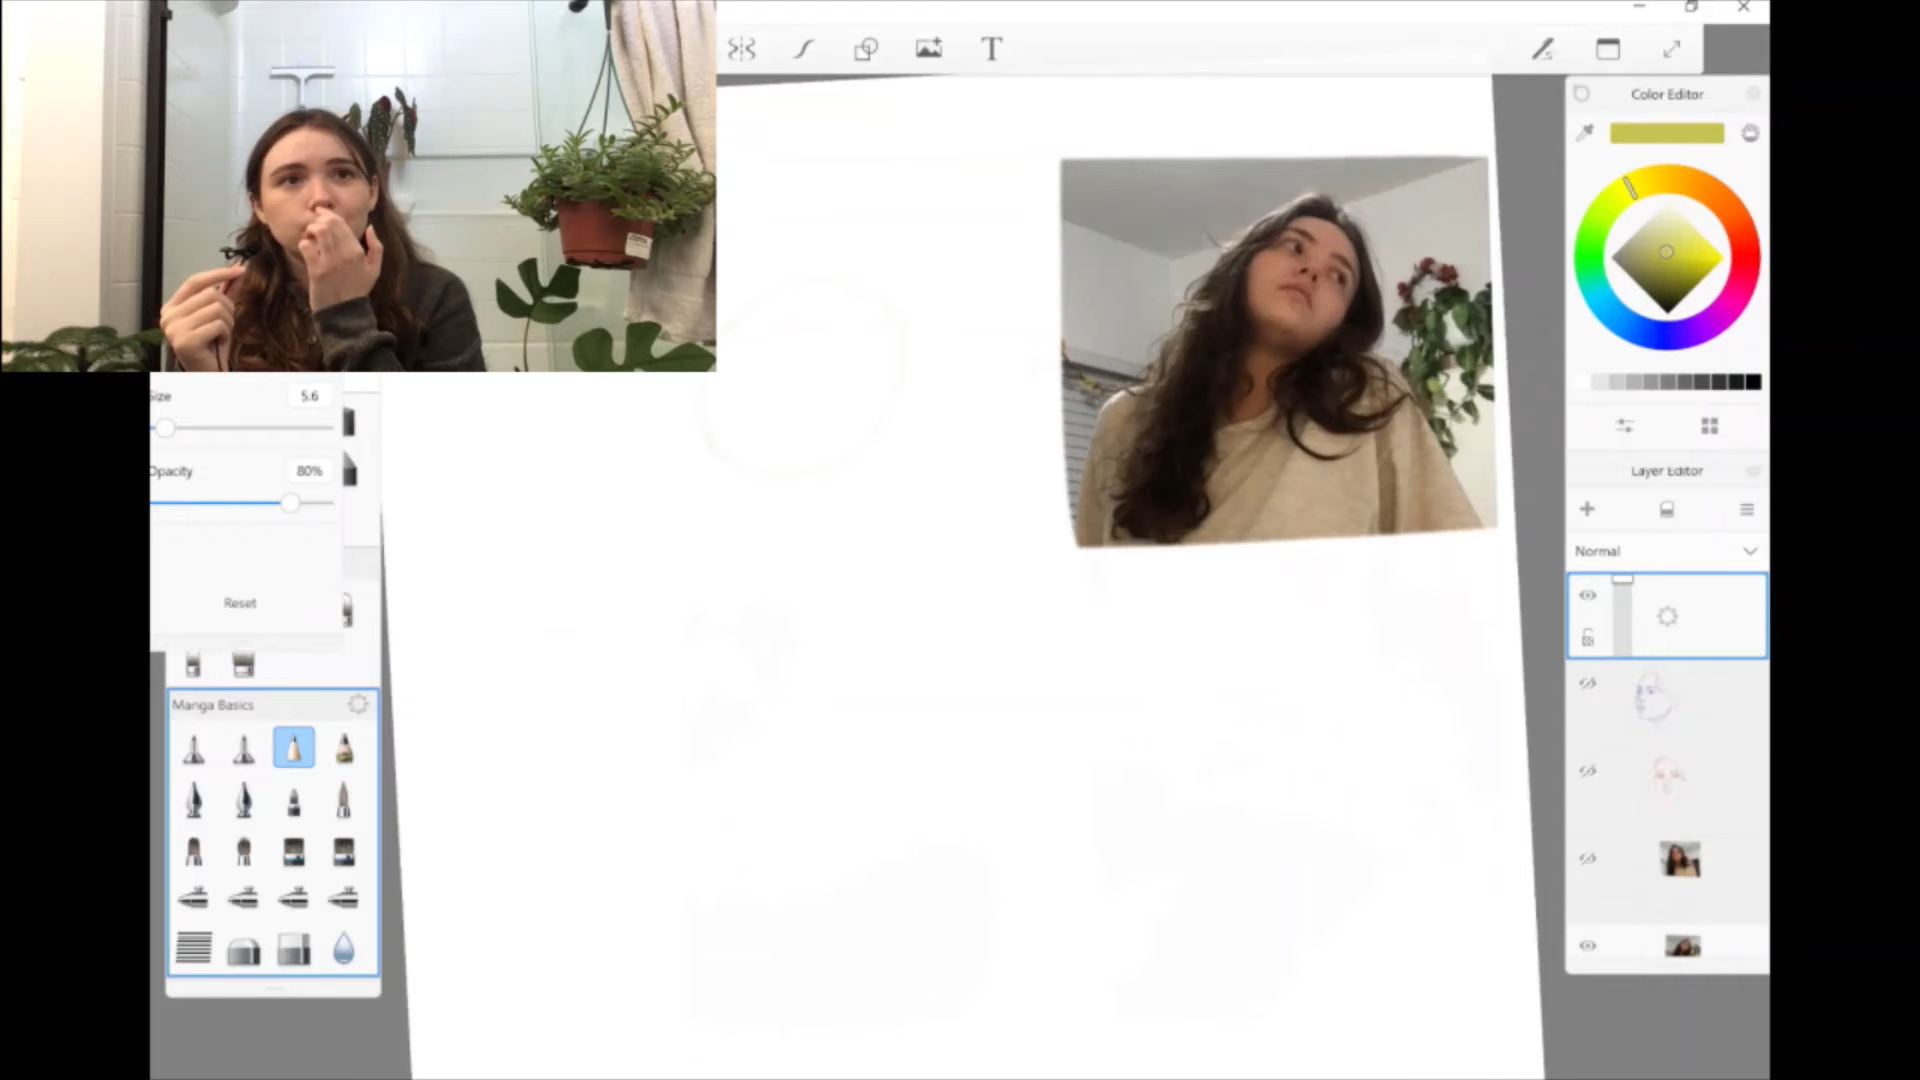 T
Color Editor
Size 5.6
Opacity 80%
Layer Editor
Normal
Reset
Manga Basics